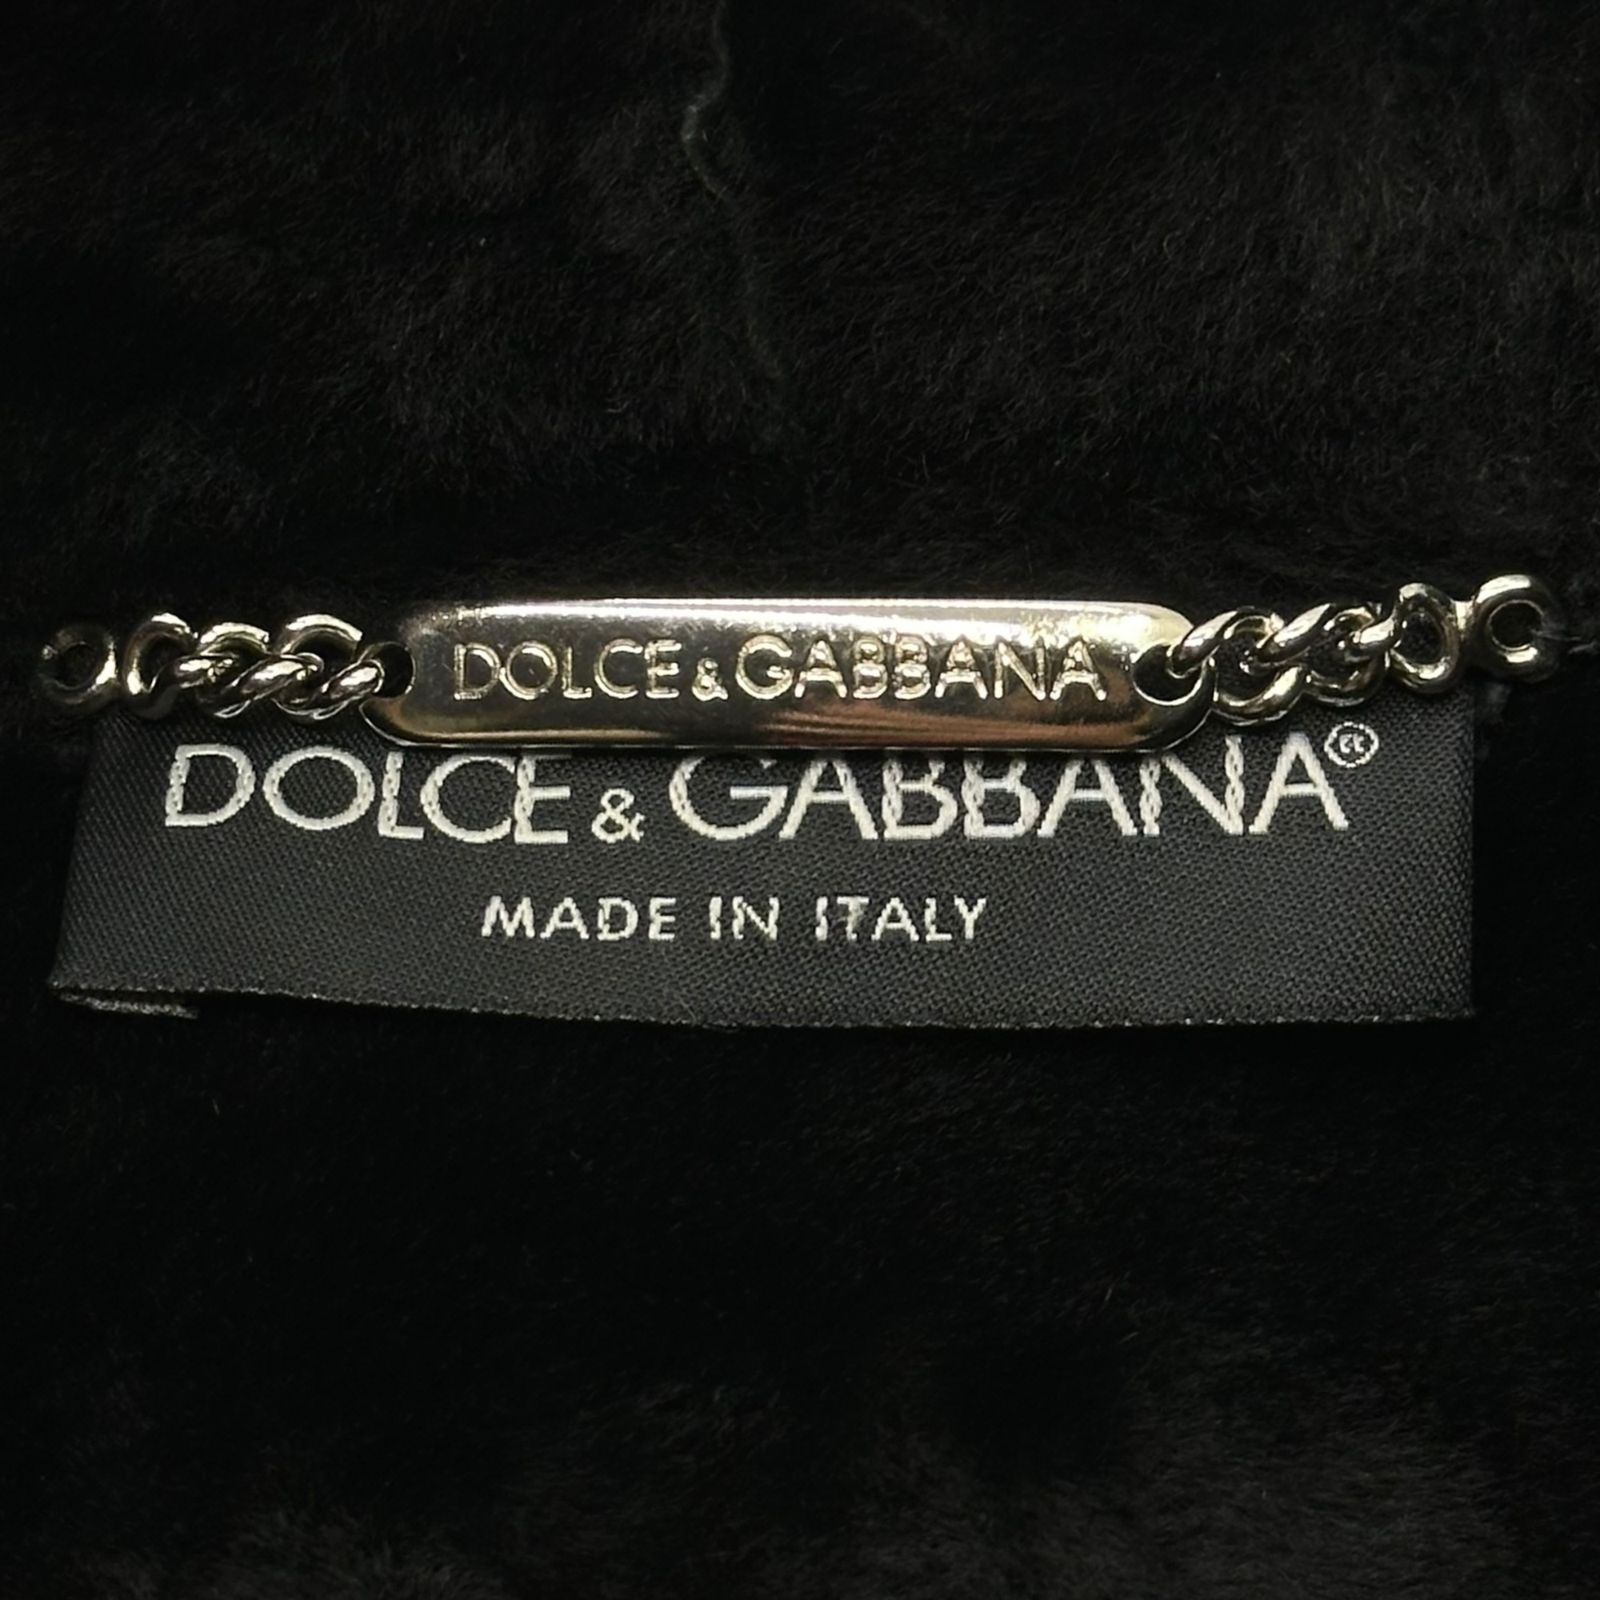 DOLCE & GABBANA
DOLCE & GABBANA®
MADE IN ITALY